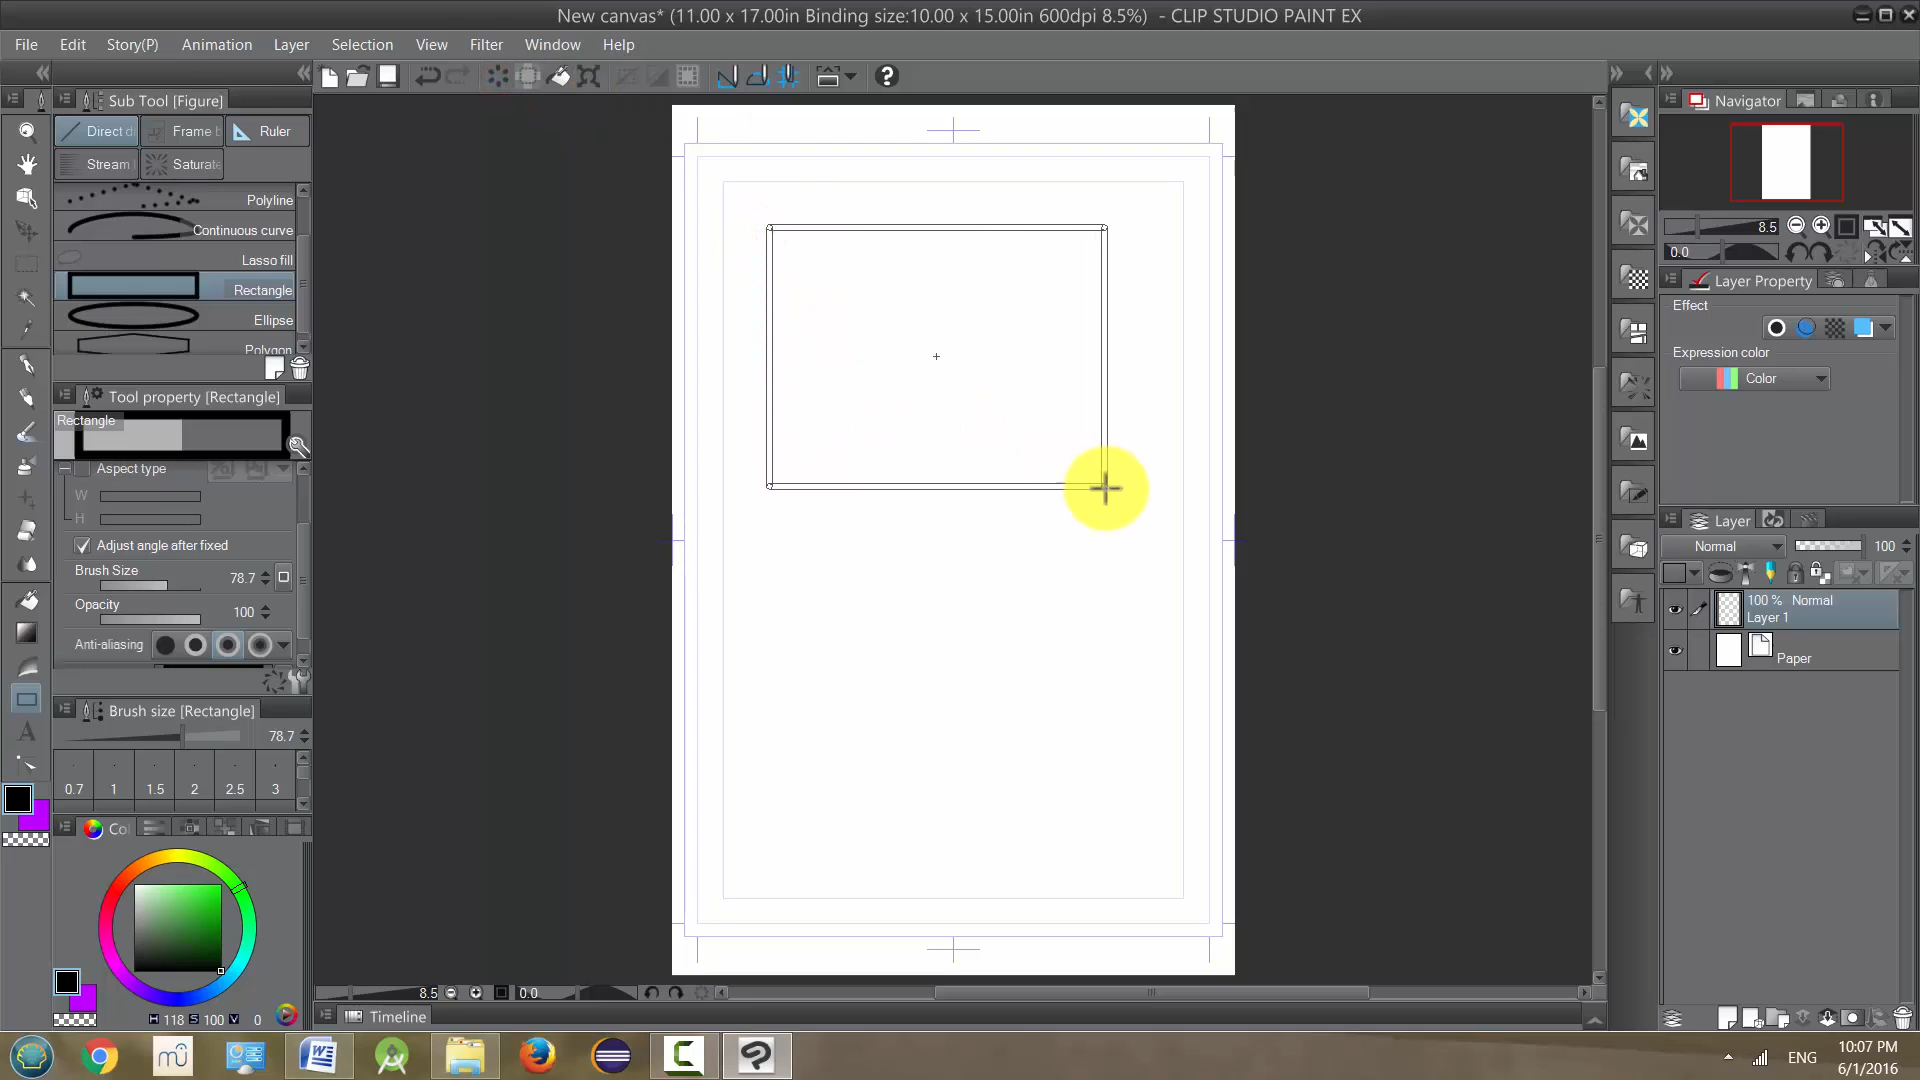 New canvas* (11.00 x 17.00in Binding size:10.00 x 15.00in 600dpi 8.5%) - CLIP STUDIO PAINT EX
File Edit Story(P) Animation Layer Selection View Filter Window Help
Sub Tool [Figure]
Direct d
Frame b
Ruler
Stream
Saturate
Polyline
Continuous curve
Lasso fill
Rectangle
Ellipse
Polygon
Tool property [Rectangle]
Rectangle
Aspect type
W
H
Adjust angle after fixed
Brush Size 78.7
Opacity 100
Anti-aliasing
Brush size [Rectangle]
78.7
0.7 1 1.5 2 2.5 3
Col
H 118 S 100 V 0
8.5 0.0
Timeline
Navigator
8.5
0.0
Layer Property
Effect
Expression color
Color
Layer
Normal 100
100 % Normal
Layer 1
Paper
ENG
10:07 PM
6/1/2016